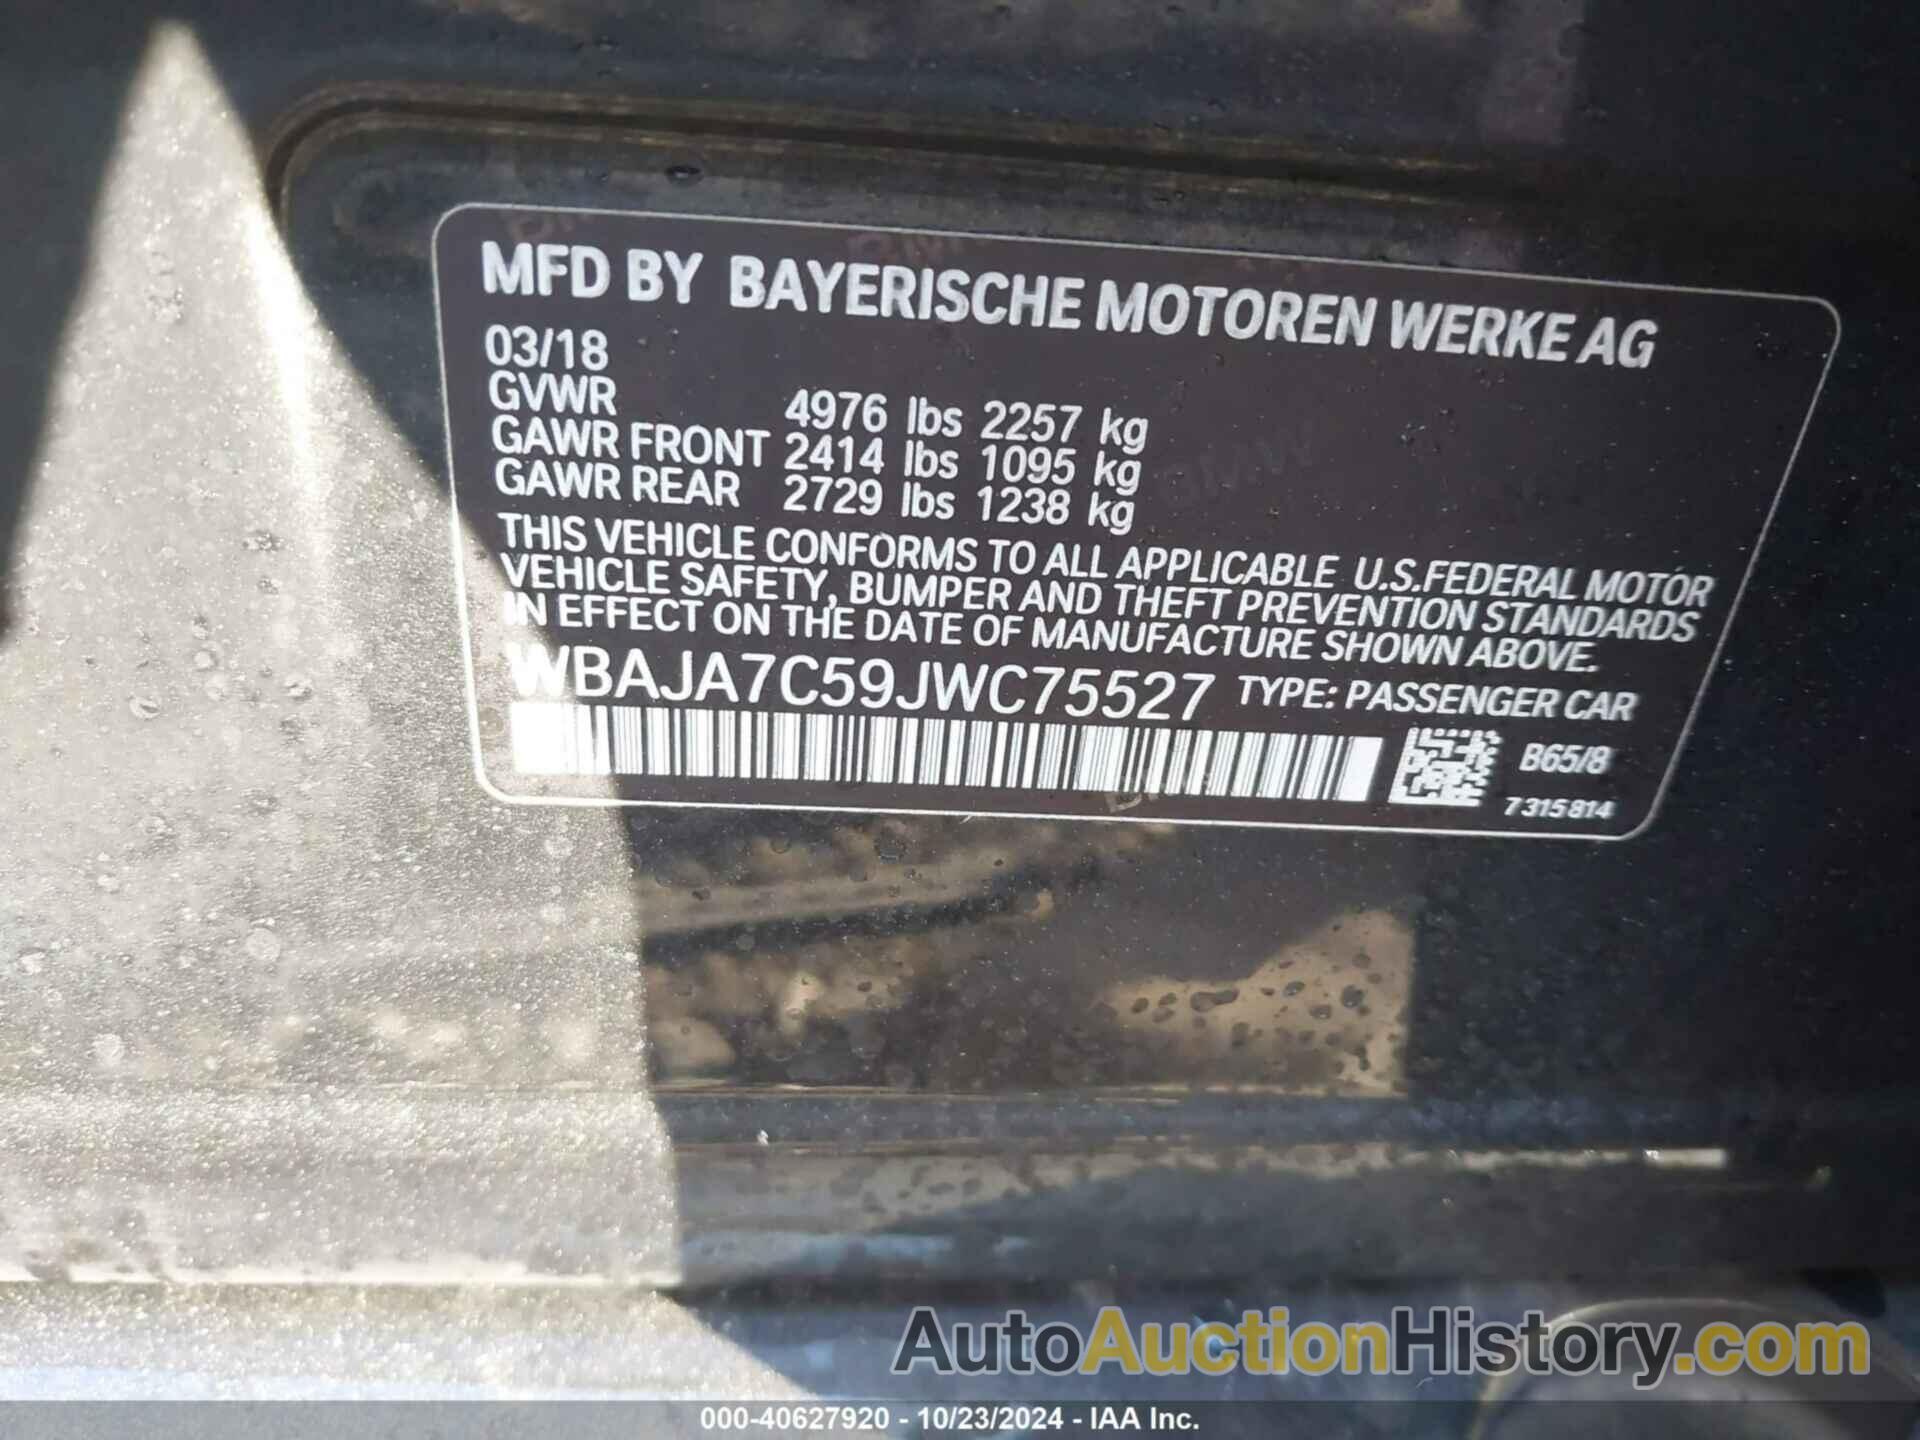 MFD BY BAYERISCHE MOTOREN WERKE AG
03/18
GVWR 4976 lbs 2257 kg
GAWR FRONT 2414 lbs 1095 kg
GAWR REAR 2729 lbs 1238 kg
THIS VEHICLE CONFORMS TO ALL APPLICABLE U.S.FEDERAL MOTOR
VEHICLE SAFETY, BUMPER AND THEFT PREVENTION STANDARDS
IN EFFECT ON THE DATE OF MANUFACTURE SHOWN ABOVE.
WBAJA7C59JWC75527 TYPE: PASSENGER CAR
B65/8
7 315 814
AutoAuctionHistory.com
000-40627920 - 10/23/2024 - IAA Inc.